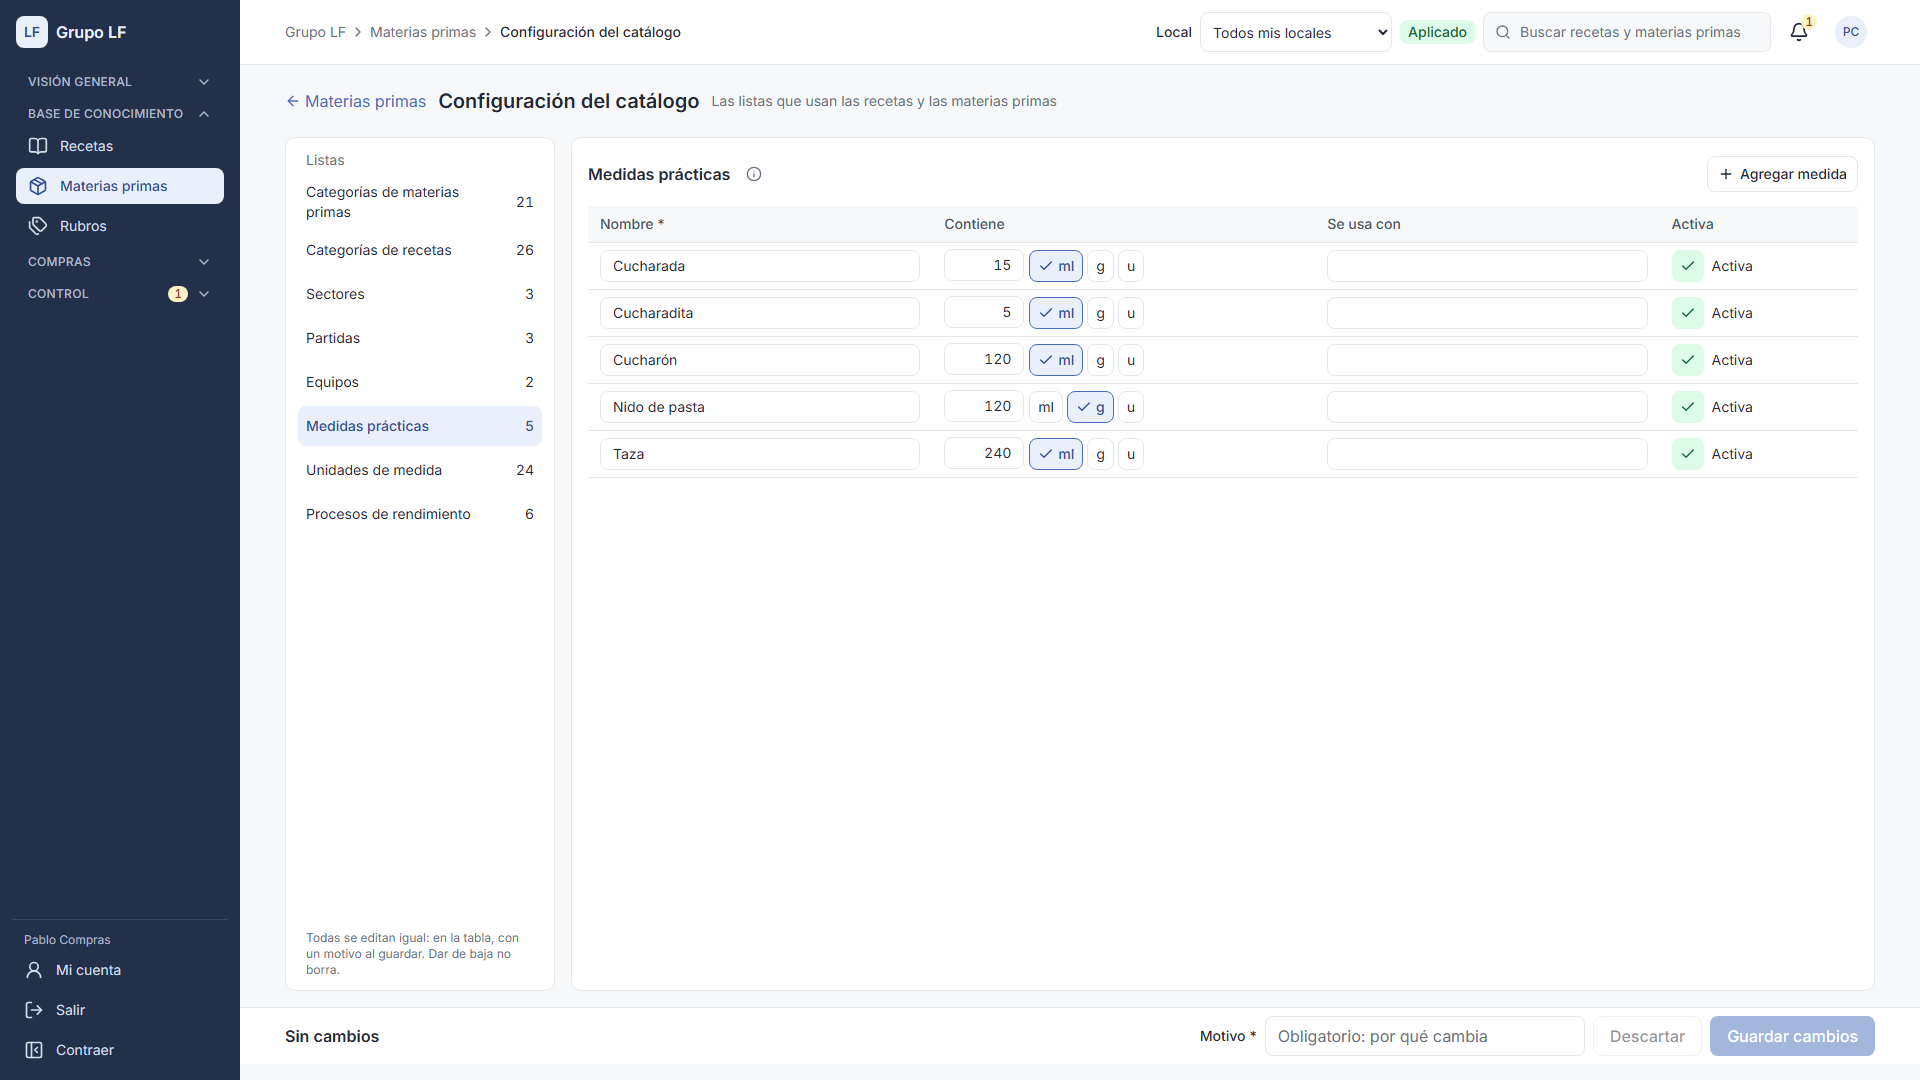 LF Grupo LF
VISIÓN GENERAL
BASE DE CONOCIMIENTO
Recetas
Materias primas
Rubros
COMPRAS
CONTROL 1
Pablo Compras
Mi cuenta
Salir
Contraer
Grupo LF > Materias primas > Configuración del catálogo
Local Todos mis locales Aplicado Buscar recetas y materias primas 1 PC
← Materias primas Configuración del catálogo Las listas que usan las recetas y las materias primas
Listas
Categorías de materias
primas 21
Categorías de recetas 26
Sectores 3
Partidas 3
Equipos 2
Medidas prácticas 5
Unidades de medida 24
Procesos de rendimiento 6
Todas se editan igual: en la tabla, con
un motivo al guardar. Dar de baja no
borra.
Medidas prácticas + Agregar medida
Nombre * Contiene Se usa con Activa
Cucharada 15 ml g u Activa
Cucharadita 5 ml g u Activa
Cucharón 120 ml g u Activa
Nido de pasta 120 ml g u Activa
Taza 240 ml g u Activa
Sin cambios Motivo * Obligatorio: por qué cambia Descartar Guardar cambios